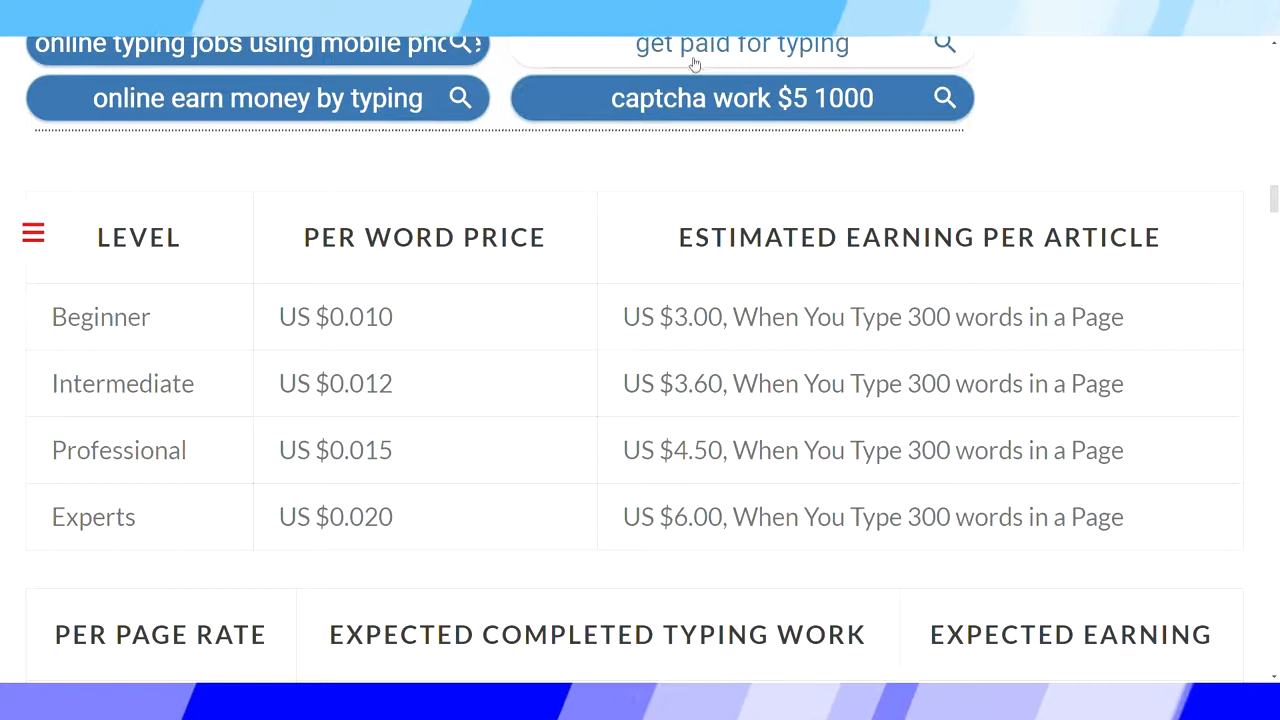 online typing jobs using mobile pho
get paid for typing
online earn money by typing
captcha work $5 1000
LEVEL PER WORD PRICE ESTIMATED EARNING PER ARTICLE
Beginner US $0.010 US $3.00, When You Type 300 words in a Page
Intermediate US $0.012 US $3.60, When You Type 300 words in a Page
Professional US $0.015 US $4.50, When You Type 300 words in a Page
Experts US $0.020 US $6.00, When You Type 300 words in a Page
PER PAGE RATE EXPECTED COMPLETED TYPING WORK EXPECTED EARNING